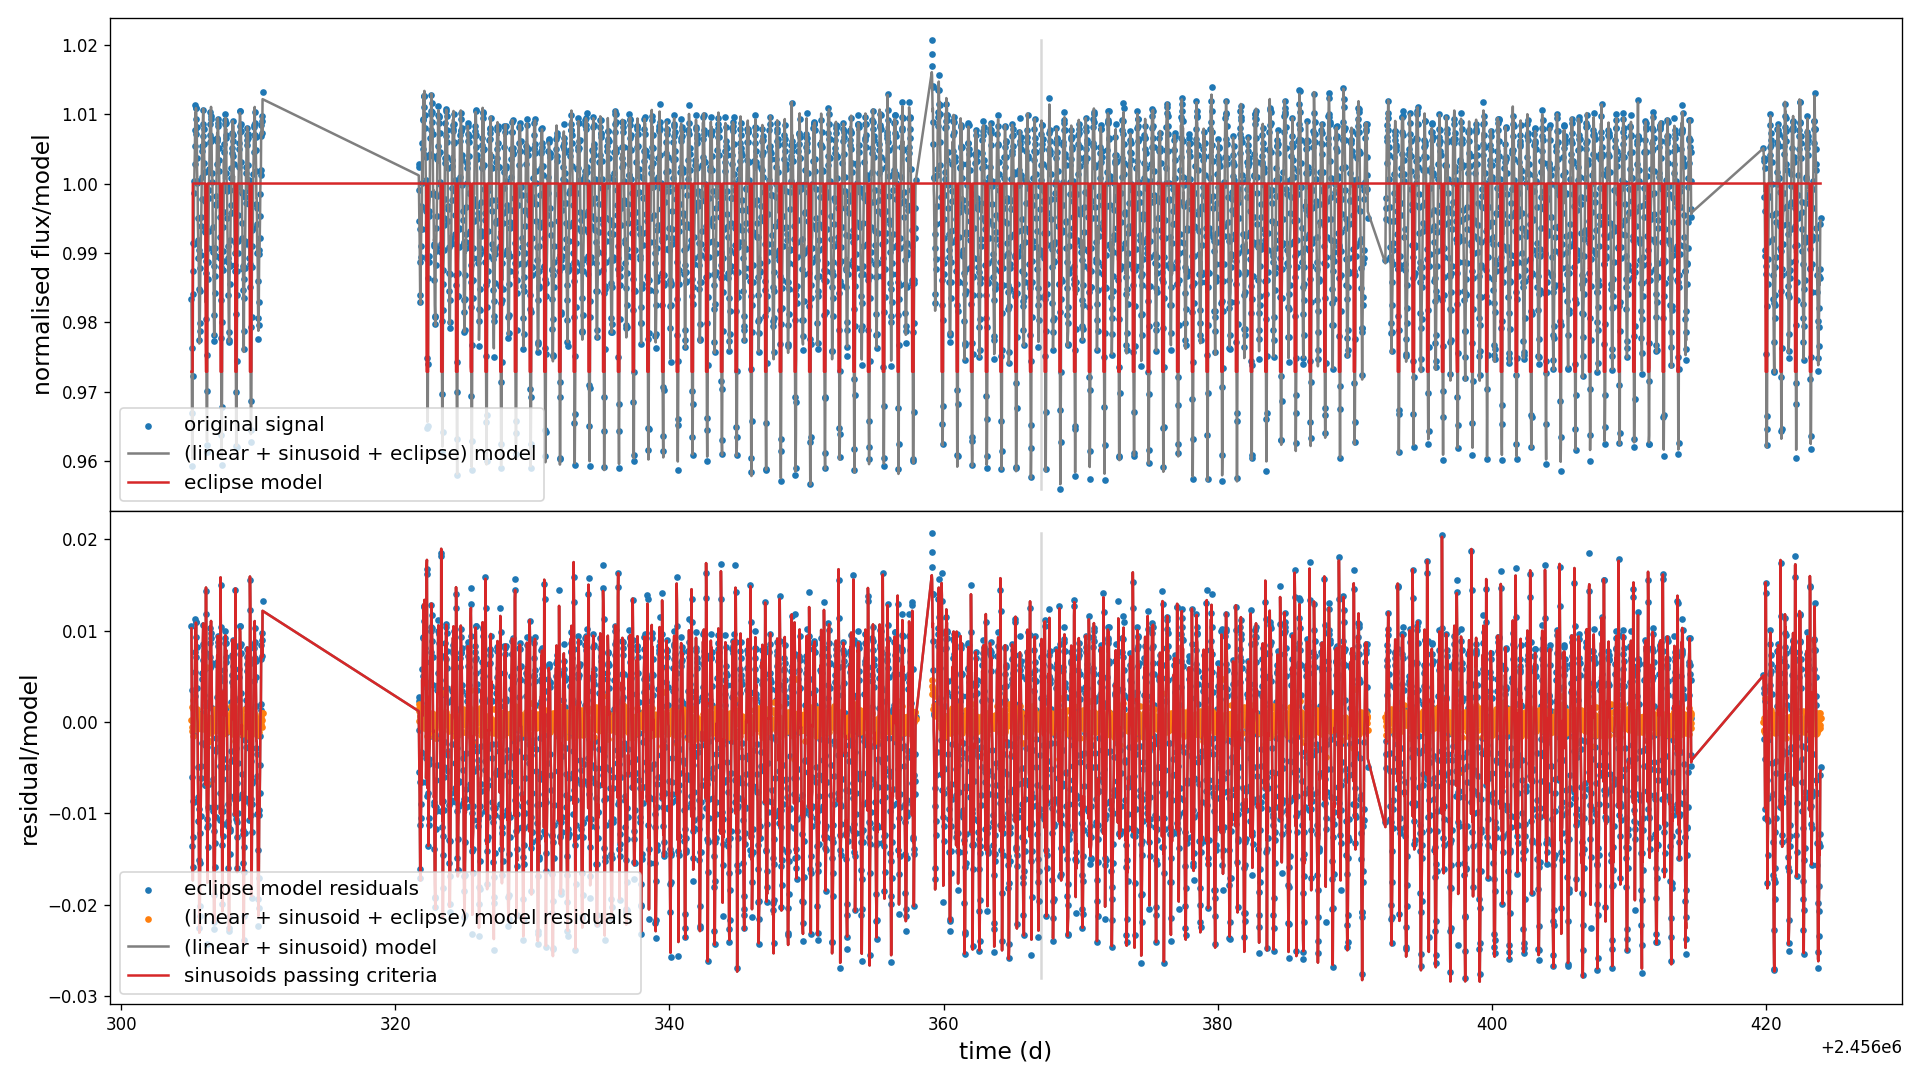 1.02
1.01
1.00
0.99
0.98
0.97
0.96
normalised flux/model
original signal
(linear + sinusoid + eclipse) model
eclipse model
0.02
0.01
0.00
−0.01
−0.02
−0.03
residual/model
eclipse model residuals
(linear + sinusoid + eclipse) model residuals
(linear + sinusoid) model
sinusoids passing criteria
300 320 340 360 380 400 420
time (d)
+2.456e6